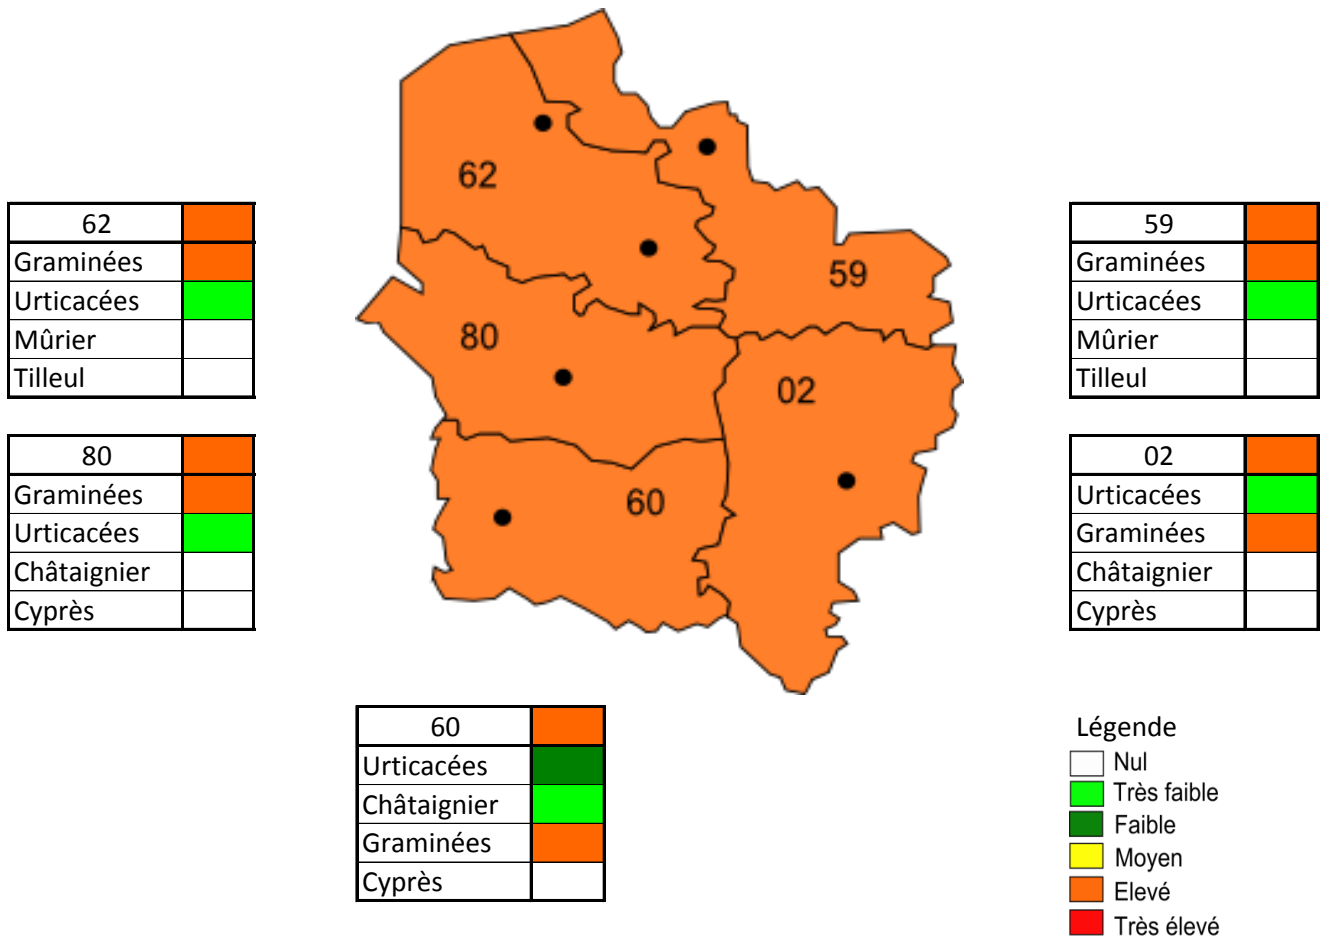 62
59
80
02
60
62
Graminées
Urticacées
Mûrier
Tilleul
59
Graminées
Urticacées
Mûrier
Tilleul
80
Graminées
Urticacées
Châtaignier
Cyprès
02
Urticacées
Graminées
Châtaignier
Cyprès
60
Urticacées
Châtaignier
Graminées
Cyprès
Légende
Nul
Très faible
Faible
Moyen
Elevé
Très élevé